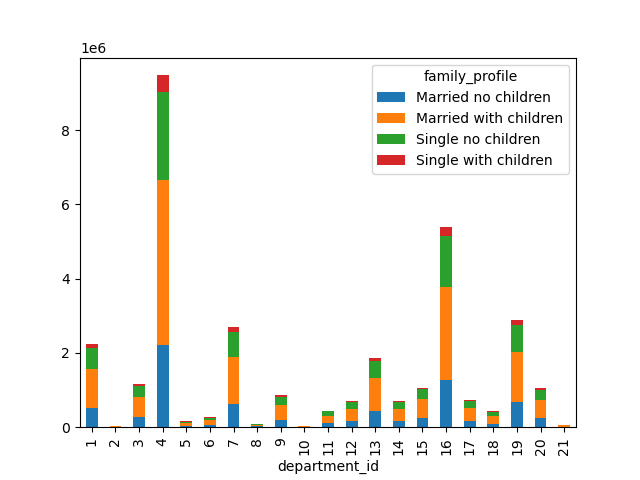 1e6
family_profile
Married no children
Married with children
Single no children
Single with children
8
6
4
2
0
1 2 3 4 5 6 7 8 9 10 11 12 13 14 15 16 17 18 19 20 21
department_id